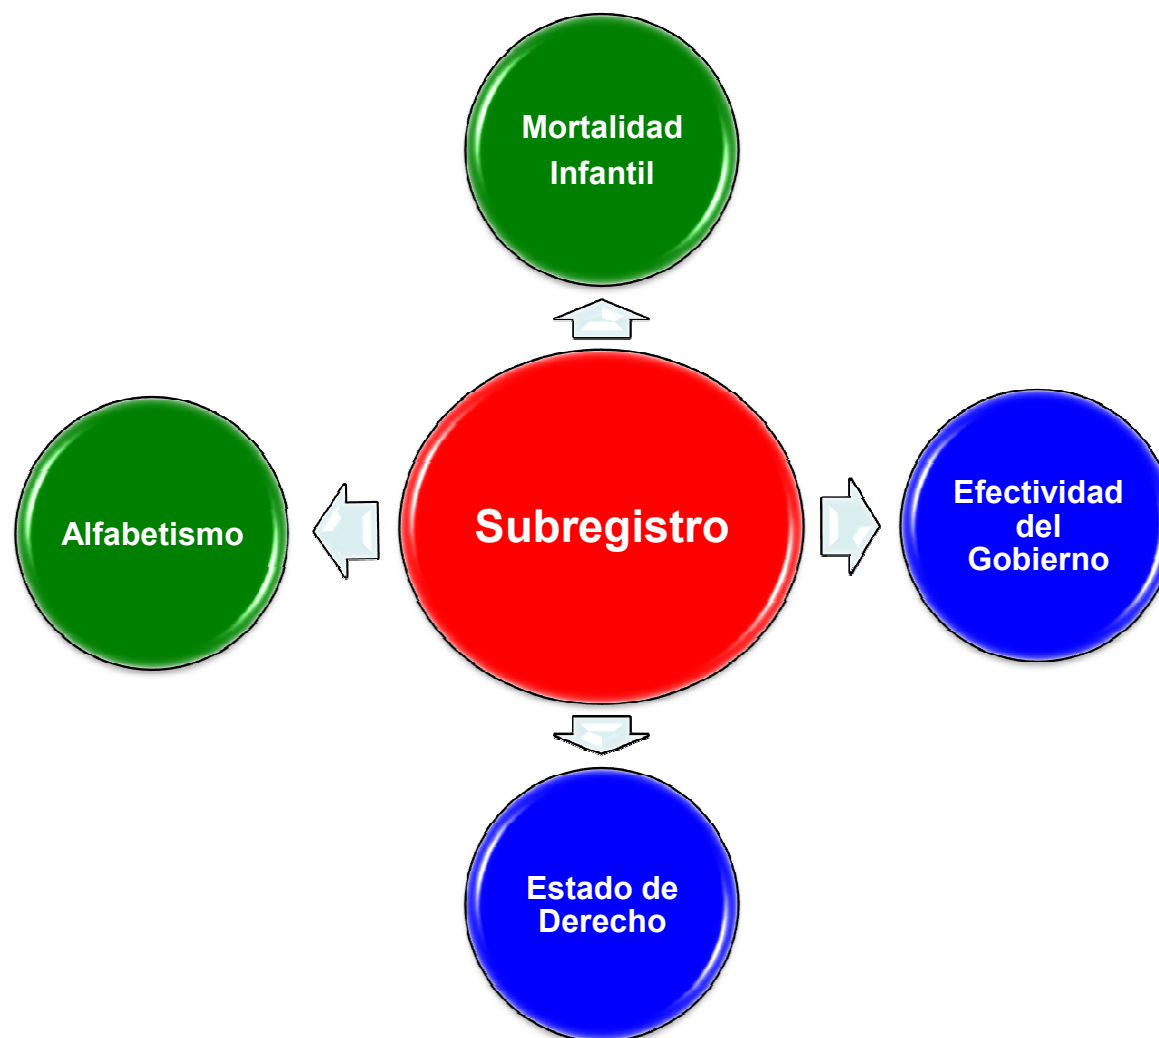 Mortalidad
Infantil
Alfabetismo
Subregistro
Efectividad
del
Gobierno
Estado de
Derecho